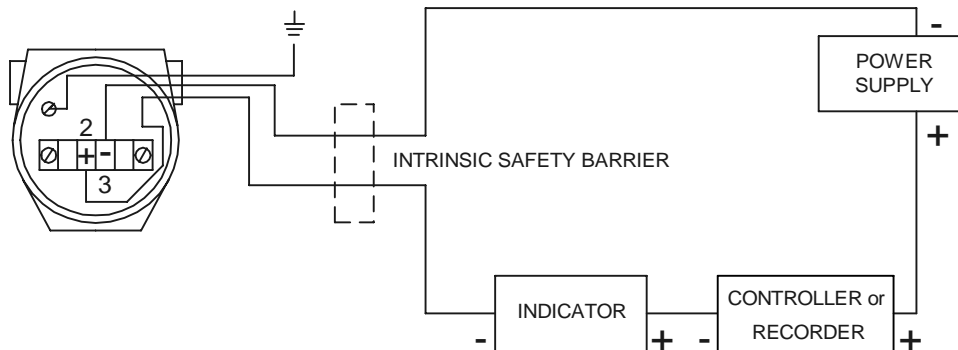 -
POWER
SUPPLY
+
2
+ -
3
INTRINSIC SAFETY BARRIER
INDICATOR
- +
CONTROLLER or
RECORDER
- +